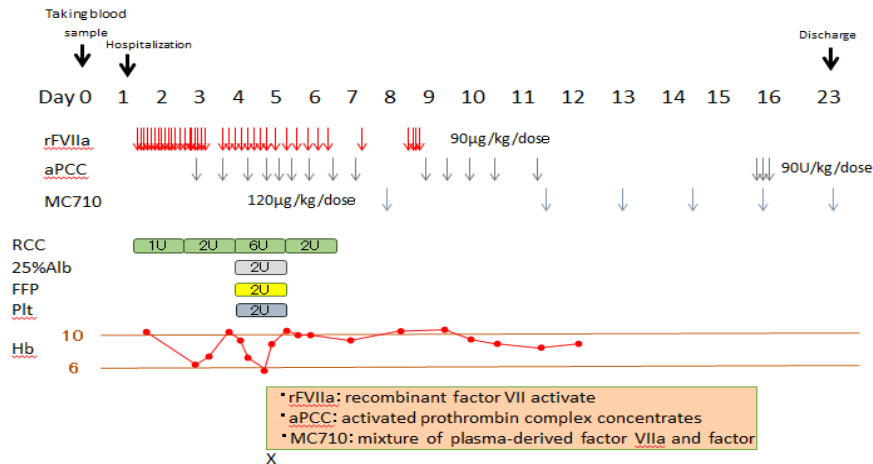 Taking blood
sample
Hospitalization
Discharge
Day 0 1 2 3 4 5 6 7 8 9 10 11 12 13 14 15 16 23
rFVIIa 90μg/kg/dose
aPCC 90U/kg/dose
MC710 120μg/kg/dose
RCC 1U 2U 6U 2U
25%Alb 2U
FFP 2U
Plt 2U
10
Hb
6
・rFVIIa: recombinant factor VII activate
・aPCC: activated prothrombin complex concentrates
・MC710: mixture of plasma-derived factor VIIa and factor
X